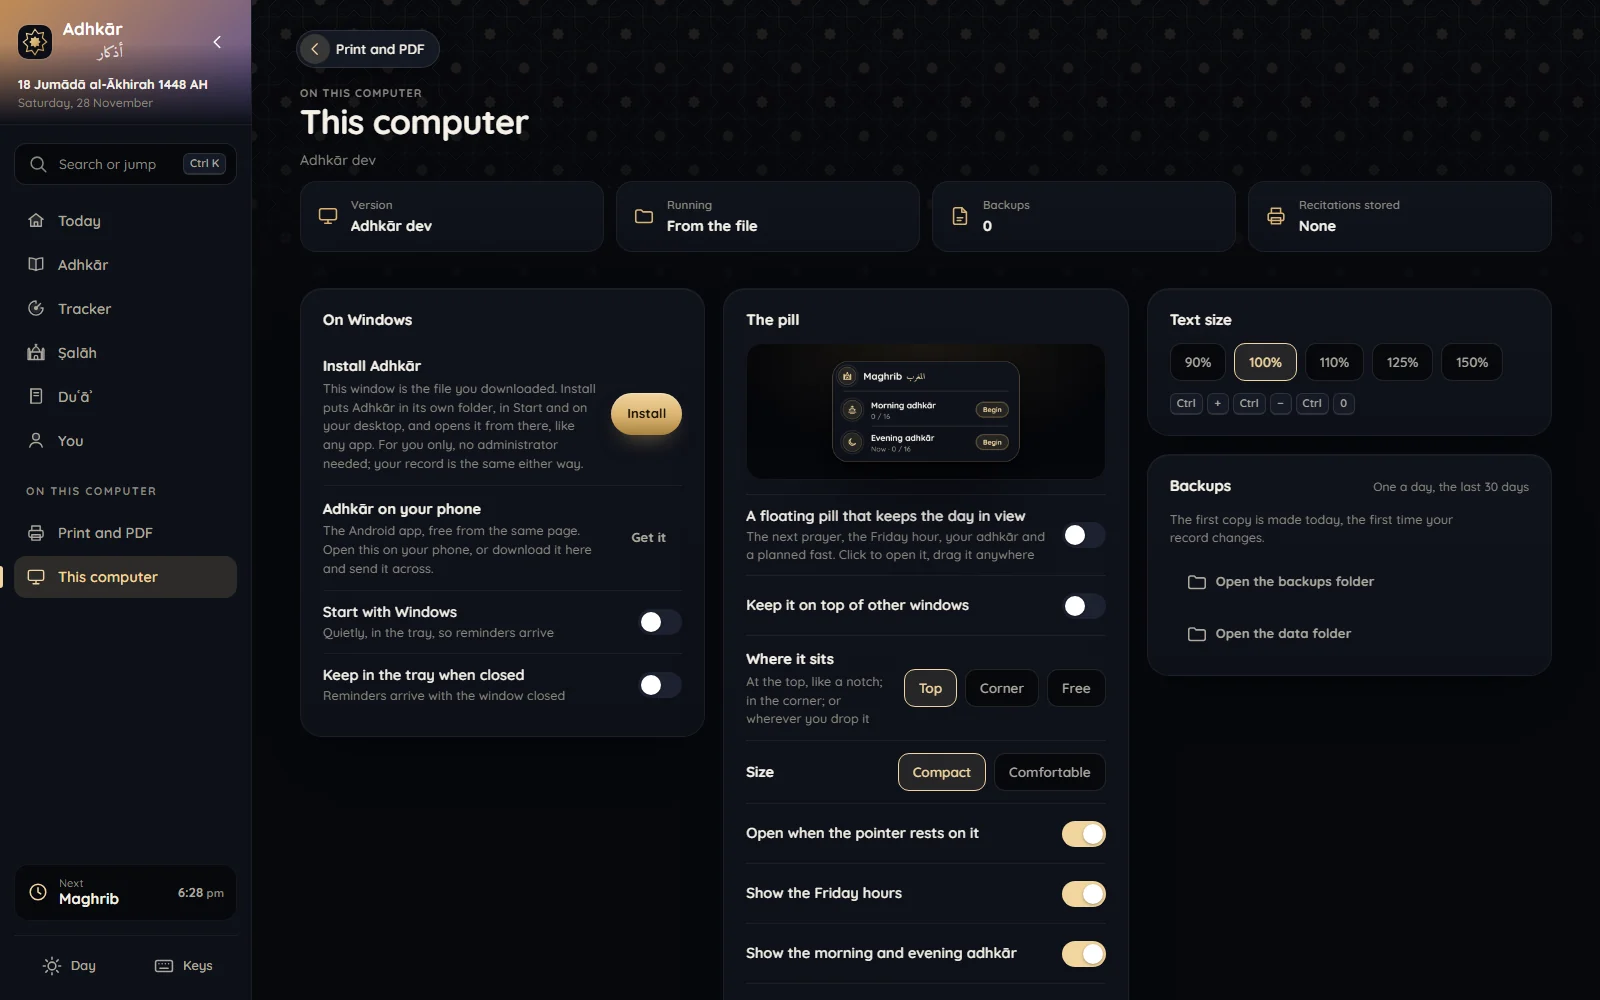 Adhkār
أذكار
18 Jumādā al-Ākhirah 1448 AH
Saturday, 28 November
Search or jump
Ctrl K
Today
Adhkār
Tracker
Ṣalāh
Duʿāʾ
You
ON THIS COMPUTER
Print and PDF
This computer
Next
Maghrib
6:28 pm
Day
Keys
Print and PDF
ON THIS COMPUTER
This computer
Adhkār dev
Version
Adhkār dev
Running
From the file
Backups
0
Recitations stored
None
On Windows
Install Adhkār
This window is the file you downloaded. Install
puts Adhkār in its own folder, in Start and on
your desktop, and opens it from there, like
any app. For you only, no administrator
needed; your record is the same either way.
Install
Adhkār on your phone
The Android app, free from the same page.
Open this on your phone, or download it here
and send it across.
Get it
Start with Windows
Quietly, in the tray, so reminders arrive
Keep in the tray when closed
Reminders arrive with the window closed
The pill
Maghrib المغرب
Morning adhkār
0 / 16
Begin
Evening adhkār
Now · 0 / 16
Begin
A floating pill that keeps the day in view
The next prayer, the Friday hour, your adhkār and
a planned fast. Click to open it, drag it anywhere
Keep it on top of other windows
Where it sits
At the top, like a notch;
in the corner; or
wherever you drop it
Top
Corner
Free
Size
Compact
Comfortable
Open when the pointer rests on it
Show the Friday hours
Show the morning and evening adhkār
Text size
90%
100%
110%
125%
150%
Ctrl + Ctrl − Ctrl 0
Backups
One a day, the last 30 days
The first copy is made today, the first time your
record changes.
Open the backups folder
Open the data folder